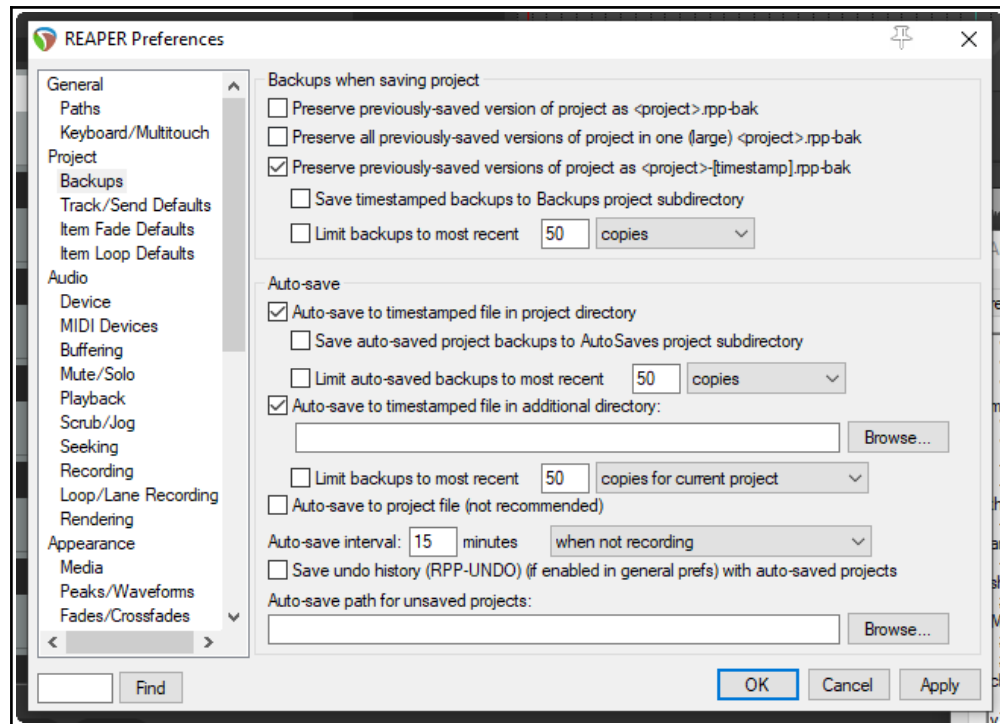 REAPER Preferences
General
Paths
Keyboard/Multitouch
Project
Backups
Track/Send Defaults
Item Fade Defaults
Item Loop Defaults
Audio
Device
MIDI Devices
Buffering
Mute/Solo
Playback
Scrub/Jog
Seeking
Recording
Loop/Lane Recording
Rendering
Appearance
Media
Peaks/Waveforms
Fades/Crossfades
Find
Backups when saving project
Preserve previously-saved version of project as <project>.rpp-bak
Preserve all previously-saved versions of project in one (large) <project>.rpp-bak
Preserve previously-saved versions of project as <project>-[timestamp].rpp-bak
Save timestamped backups to Backups project subdirectory
Limit backups to most recent 50 copies
Auto-save
Auto-save to timestamped file in project directory
Save auto-saved project backups to AutoSaves project subdirectory
Limit auto-saved backups to most recent 50 copies
Auto-save to timestamped file in additional directory:
Browse...
Limit backups to most recent 50 copies for current project
Auto-save to project file (not recommended)
Auto-save interval: 15 minutes when not recording
Save undo history (RPP-UNDO) (if enabled in general prefs) with auto-saved projects
Auto-save path for unsaved projects:
Browse...
OK Cancel Apply